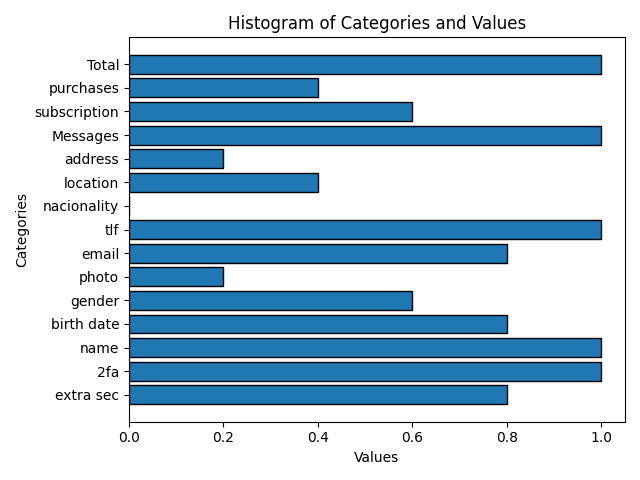 Histogram of Categories and Values
Total
purchases
subscription
Messages
address
location
nacionality
tlf
email
photo
gender
birth date
name
2fa
extra sec
Categories
0.0 0.2 0.4 0.6 0.8 1.0
Values